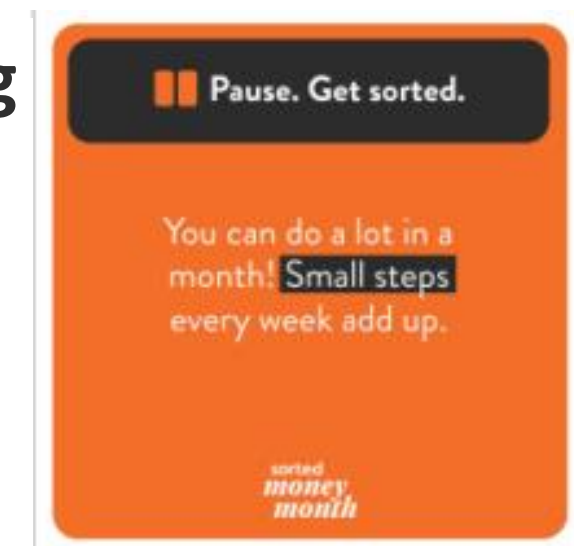 g
Pause. Get sorted.
You can do a lot in a
month! Small steps
every week add up.
sorted
money
month